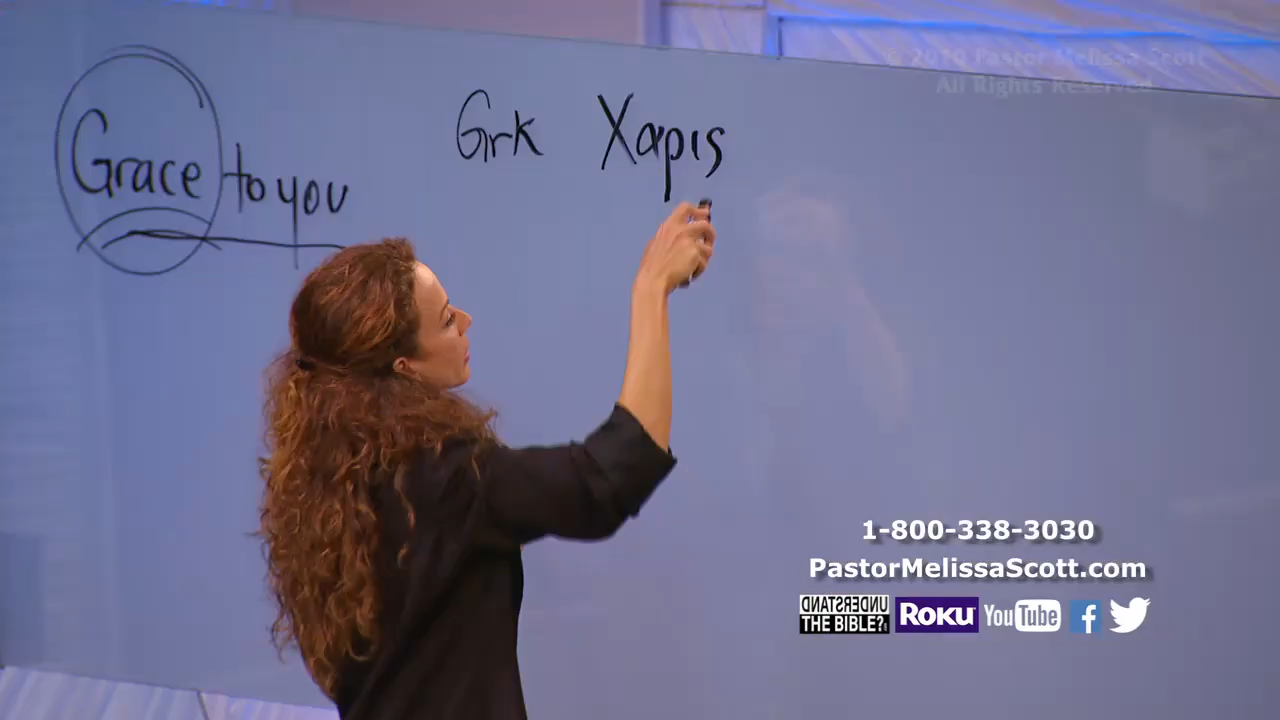 © 2010 Pastor Melissa Scott
All Rights Reserved
Grace to you
Grk Χαρις
1-800-338-3030
PastorMelissaScott.com
UNDERSTAND
THE BIBLE?
ROKU
YouTube
f